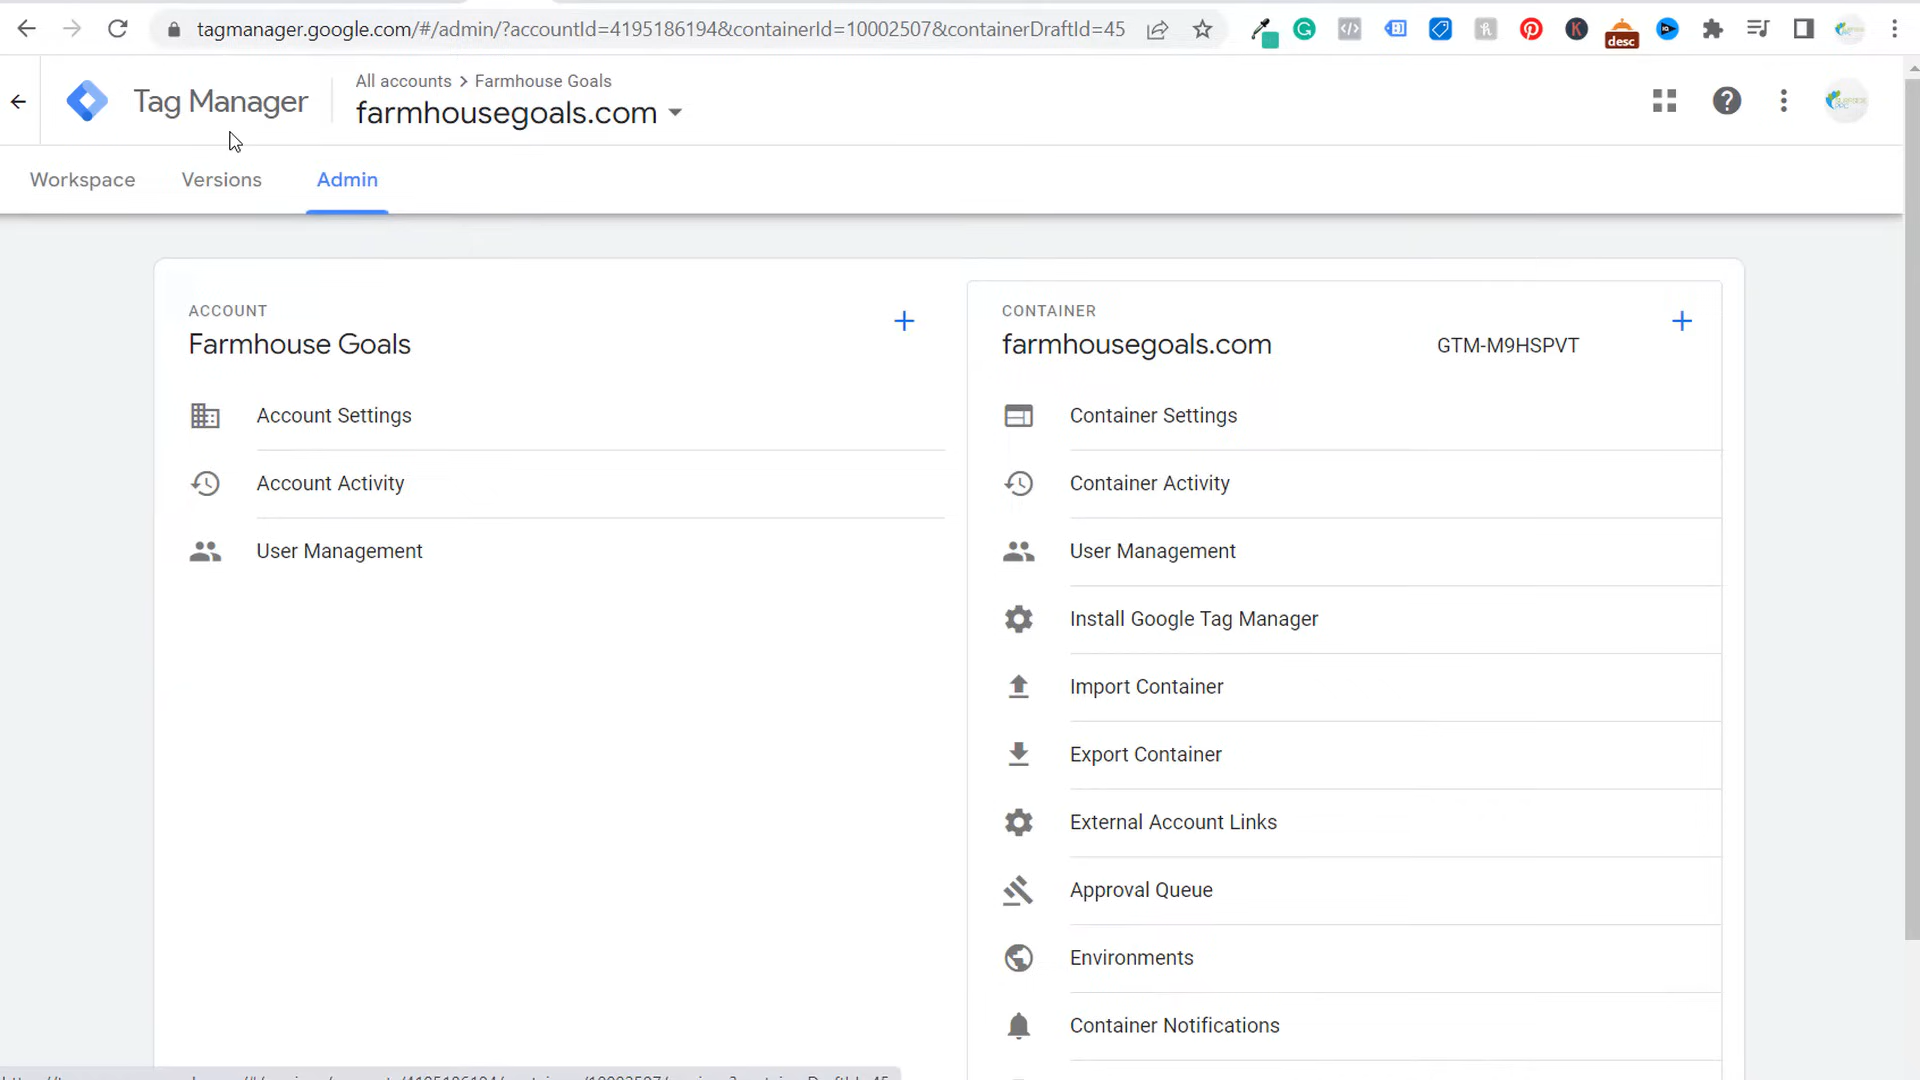 tagmanager.google.com/#/admin/?accountId=4195186194&containerId=10002507&containerDraftId=45
desc
Tag Manager
All accounts > Farmhouse Goals
farmhousegoals.com
Workspace
Versions
Admin
ACCOUNT
Farmhouse Goals
Account Settings
Account Activity
User Management
CONTAINER
farmhousegoals.com
GTM-M9HSPVT
Container Settings
Container Activity
User Management
Install Google Tag Manager
Import Container
Export Container
External Account Links
Approval Queue
Environments
Container Notifications